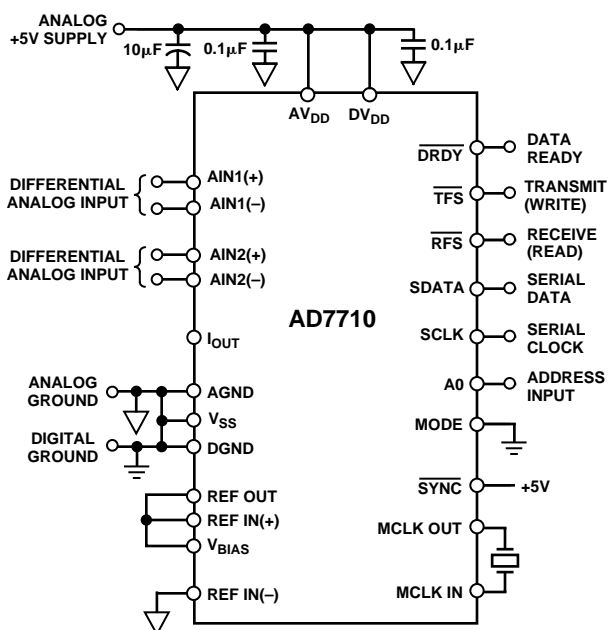 ANALOG
+5V SUPPLY
10μF
0.1μF
0.1μF
AVDD
DVDD
DRDY
DATA
READY
DIFFERENTIAL
ANALOG INPUT
AIN1(+)
AIN1(–)
TFS
TRANSMIT
(WRITE)
RFS
RECEIVE
(READ)
DIFFERENTIAL
ANALOG INPUT
AIN2(+)
AIN2(–)
SDATA
SERIAL
DATA
AD7710
IOUT
SCLK
SERIAL
CLOCK
ANALOG
GROUND
AGND
A0
ADDRESS
INPUT
VSS
MODE
DIGITAL
GROUND
DGND
SYNC
+5V
REF OUT
REF IN(+)
VBIAS
MCLK OUT
REF IN(–)
MCLK IN